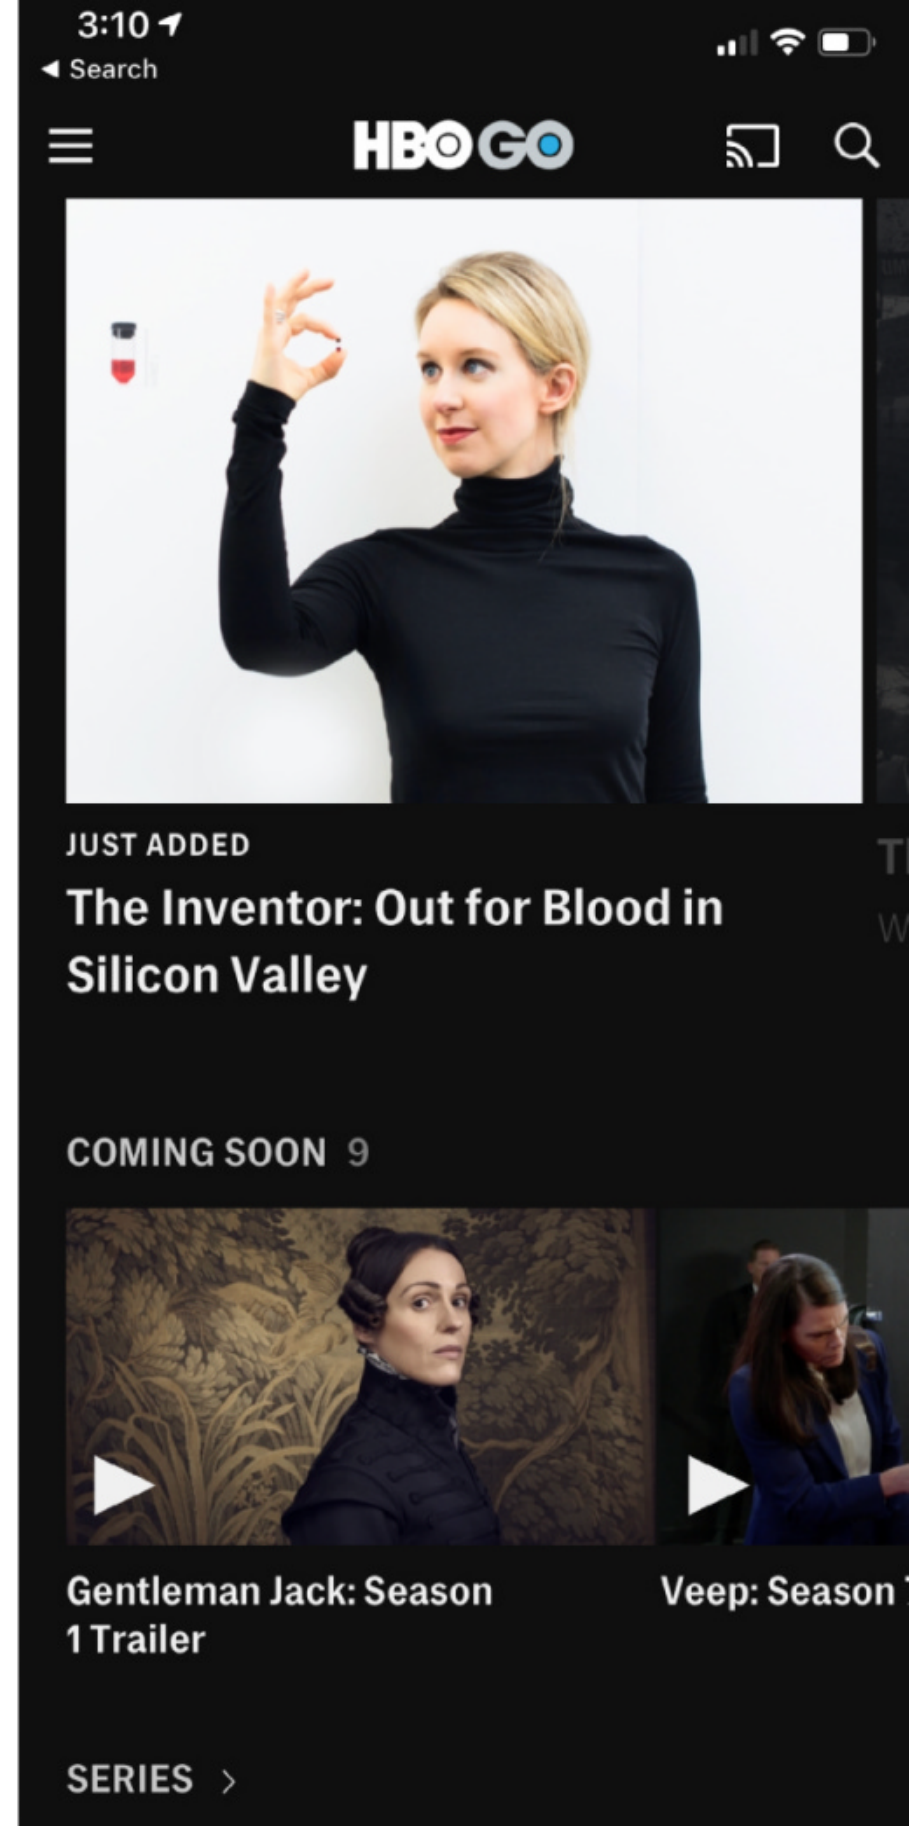 3:10
Search
HBO GO
JUST ADDED
The Inventor: Out for Blood in
Silicon Valley
COMING SOON 9
Gentleman Jack: Season
1 Trailer
Veep: Season
SERIES >